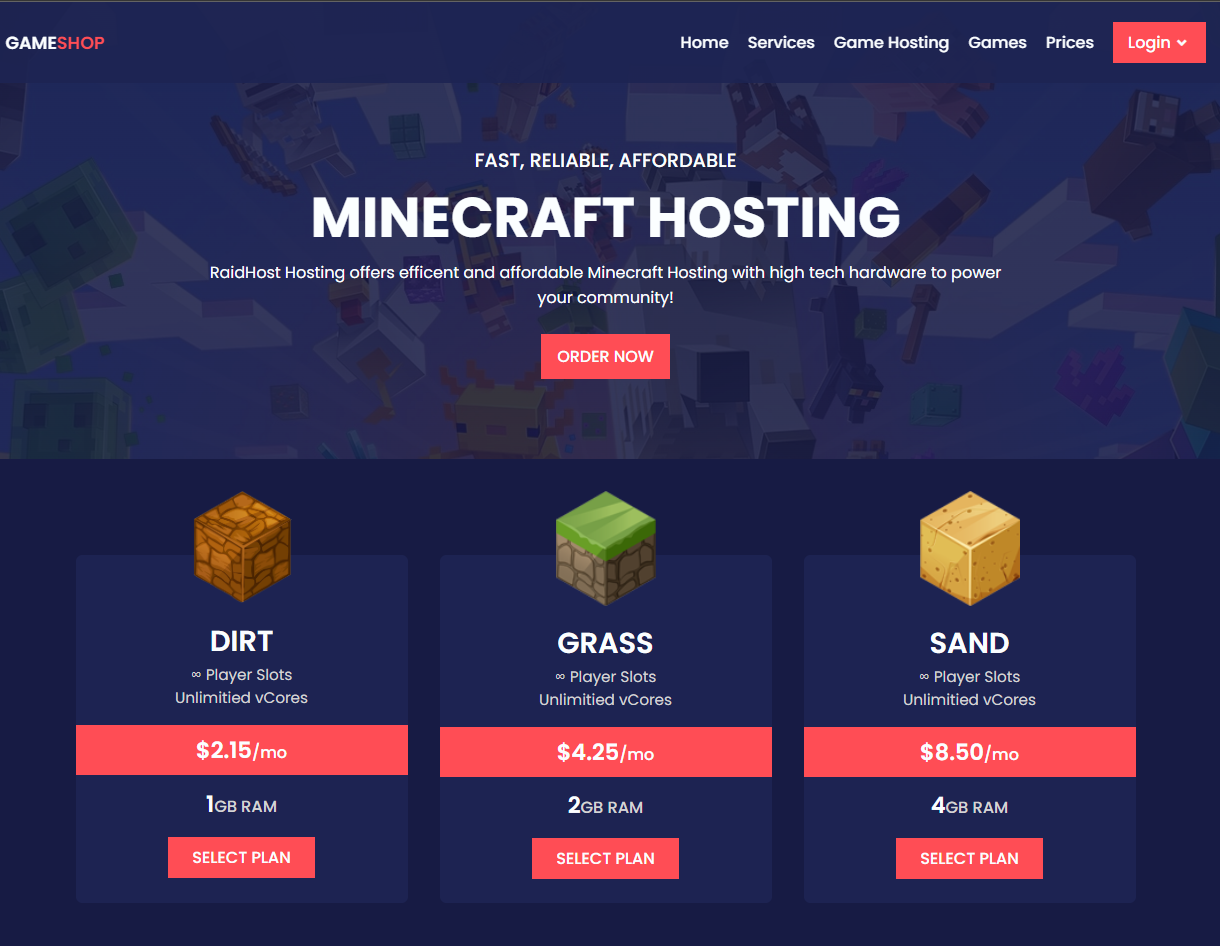 GAMESHOP
Home Services Game Hosting Games Prices Login
FAST, RELIABLE, AFFORDABLE
MINECRAFT HOSTING
RaidHost Hosting offers efficent and affordable Minecraft Hosting with high tech hardware to power
your community!
ORDER NOW
DIRT
∞ Player Slots
Unlimitied vCores
$2.15/mo
1GB RAM
SELECT PLAN
GRASS
∞ Player Slots
Unlimitied vCores
$4.25/mo
2GB RAM
SELECT PLAN
SAND
∞ Player Slots
Unlimitied vCores
$8.50/mo
4GB RAM
SELECT PLAN